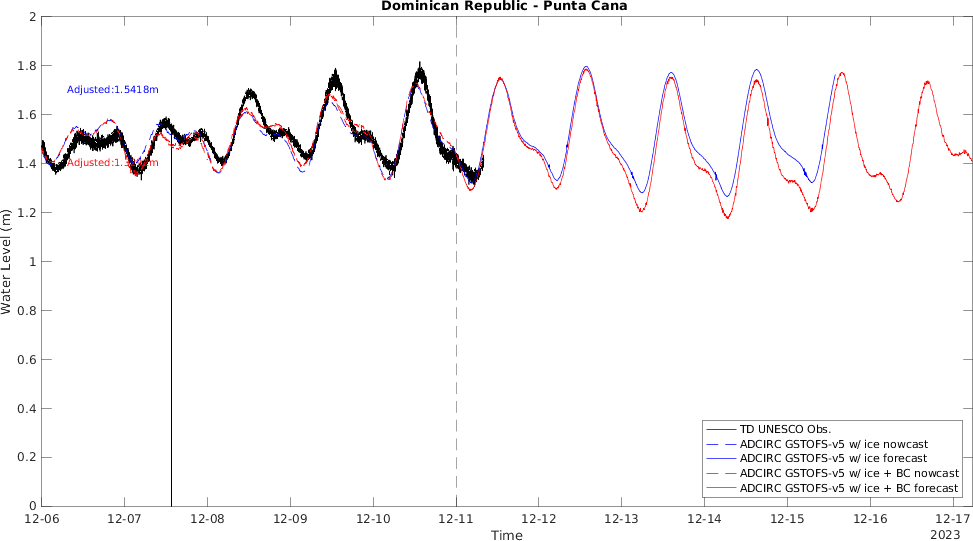 Dominican Republic - Punta Cana
2
1.8
1.6
1.4
1.2
1
0.8
0.6
0.4
0.2
0
Water Level (m)
Adjusted:1.5418m
TD UNESCO Obs.
ADCIRC GSTOFS-v5 w/ ice nowcast
ADCIRC GSTOFS-v5 w/ ice forecast
ADCIRC GSTOFS-v5 w/ ice + BC nowcast
ADCIRC GSTOFS-v5 w/ ice + BC forecast
12-06 12-07 12-08 12-09 12-10 12-11 12-12 12-13 12-14 12-15 12-16 12-17
Time
2023